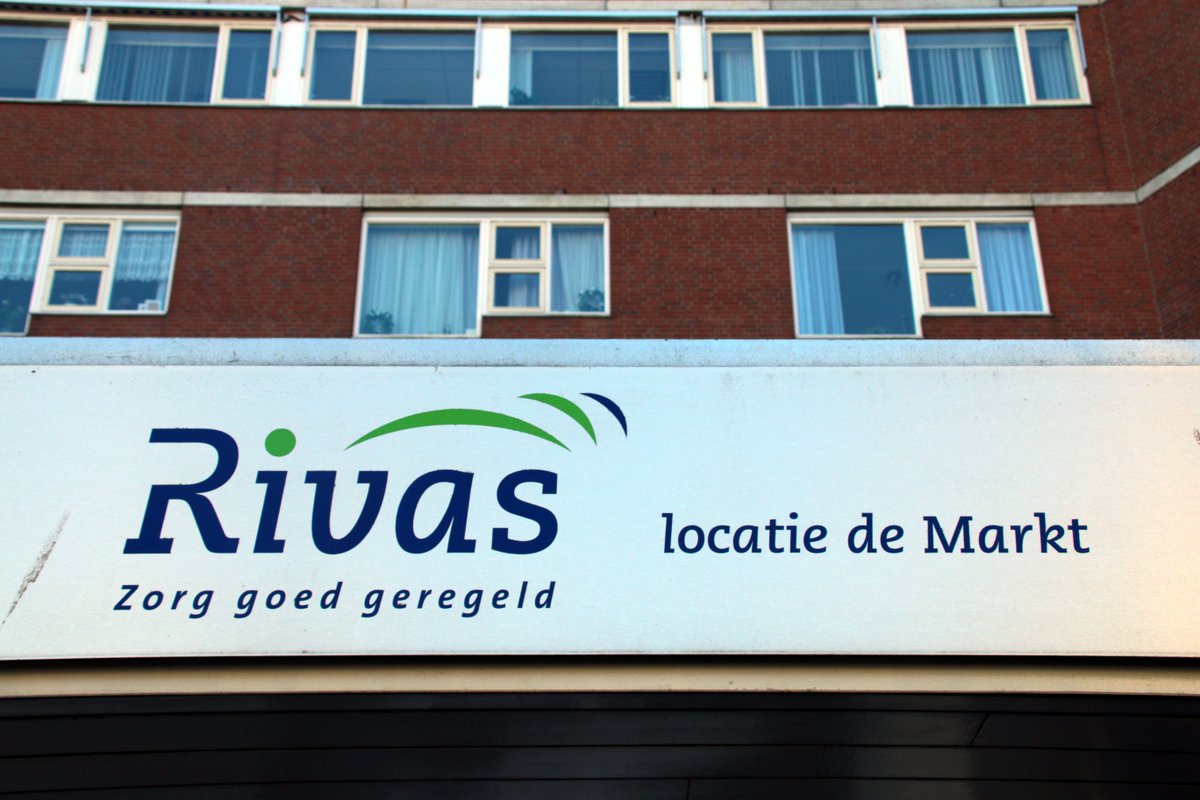 Rivas
locatie de Markt
Zorg goed geregeld